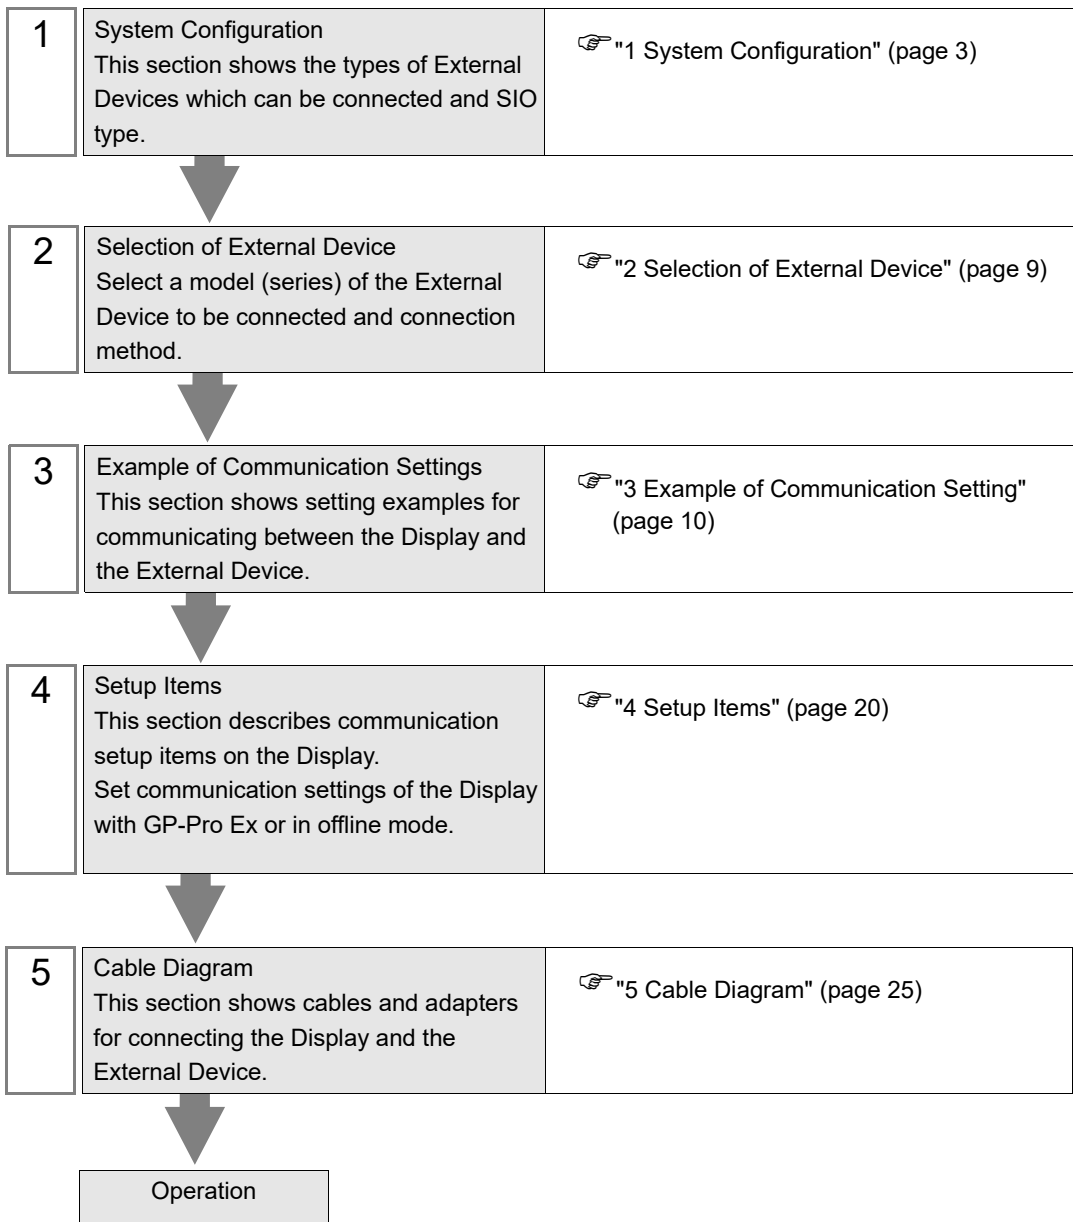 1
System Configuration
This section shows the types of External
Devices which can be connected and SIO
type.
"1 System Configuration" (page 3)
2
Selection of External Device
Select a model (series) of the External
Device to be connected and connection
method.
"2 Selection of External Device" (page 9)
3
Example of Communication Settings
This section shows setting examples for
communicating between the Display and
the External Device.
"3 Example of Communication Setting"
(page 10)
4
Setup Items
This section describes communication
setup items on the Display.
Set communication settings of the Display
with GP-Pro Ex or in offline mode.
"4 Setup Items" (page 20)
5
Cable Diagram
This section shows cables and adapters
for connecting the Display and the
External Device.
"5 Cable Diagram" (page 25)
Operation